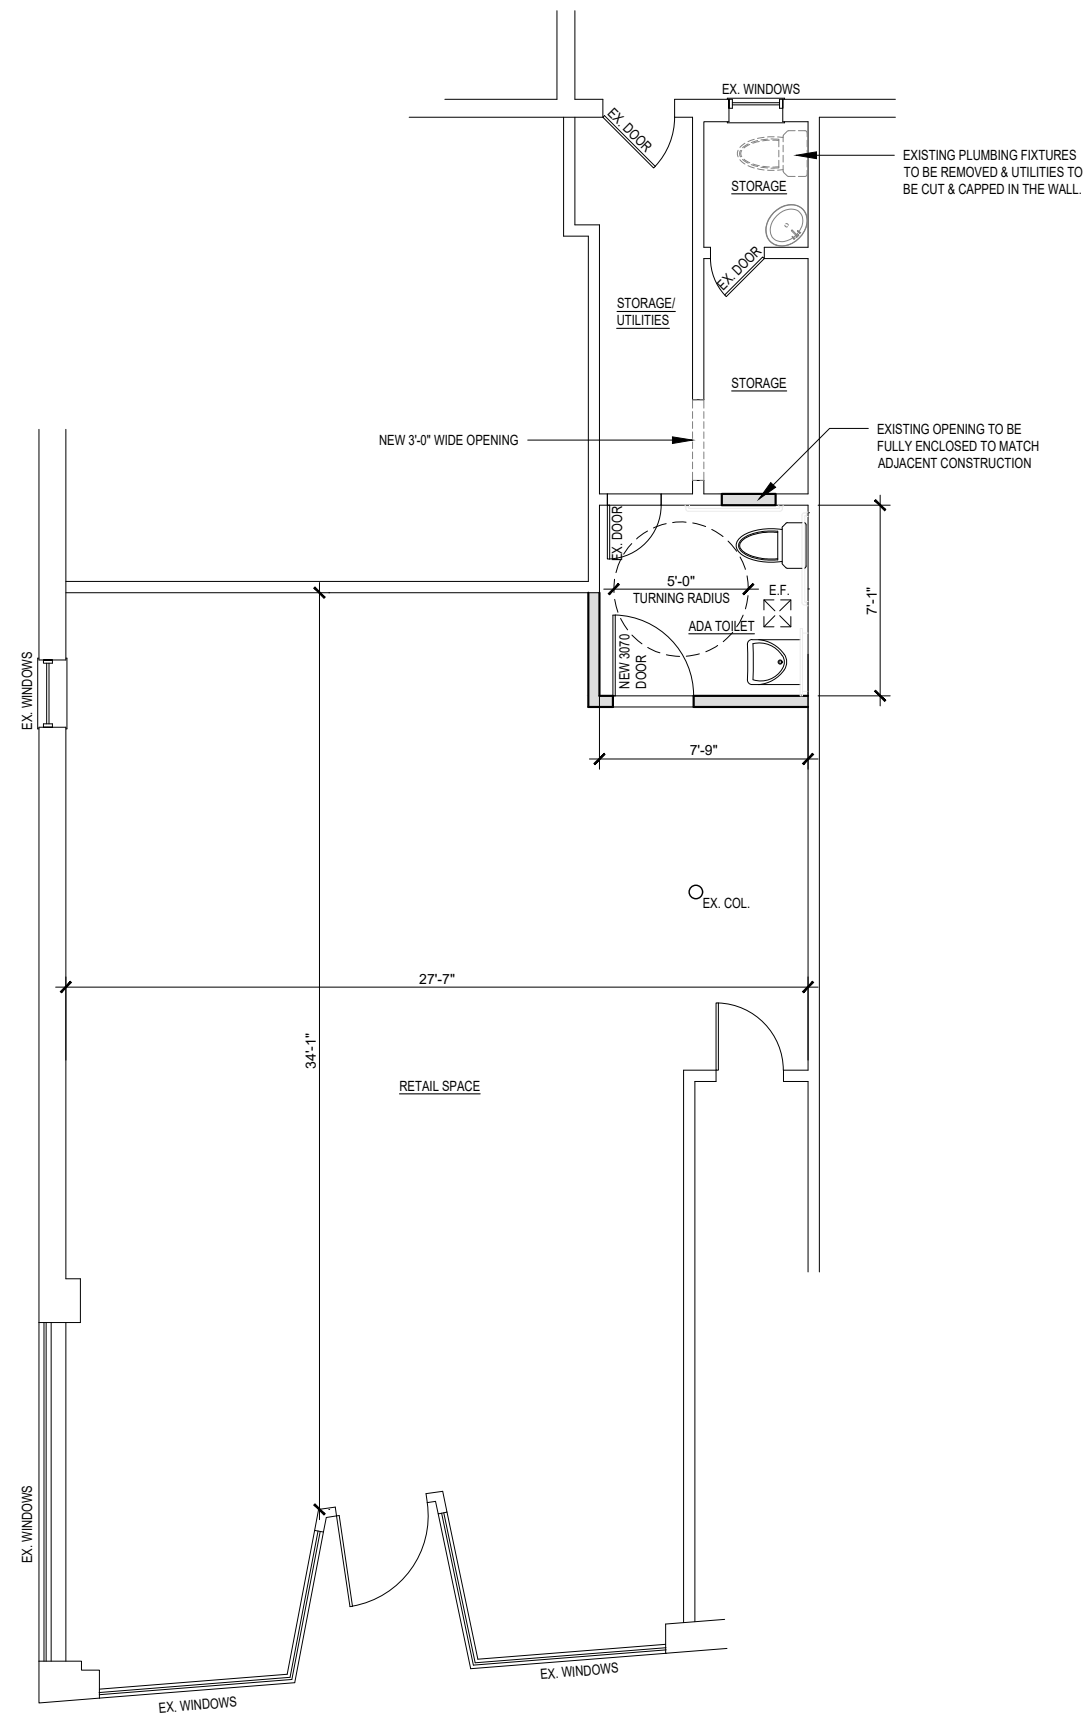 EX. WINDOWS
EX. DOOR
EXISTING PLUMBING FIXTURES
TO BE REMOVED & UTILITIES TO
BE CUT & CAPPED IN THE WALL.
STORAGE
EX. DOOR
STORAGE/
UTILITIES
STORAGE
NEW 3'-0" WIDE OPENING
EXISTING OPENING TO BE
FULLY ENCLOSED TO MATCH
ADJACENT CONSTRUCTION
EX. DOOR
5'-0"
TURNING RADIUS
E.F.
7'-1"
ADA TOILET
NEW 3070
DOOR
EX. WINDOWS
7'-9"
EX. COL.
27'-7"
34'-1"
RETAIL SPACE
EX. WINDOWS
EX. WINDOWS
EX. WINDOWS